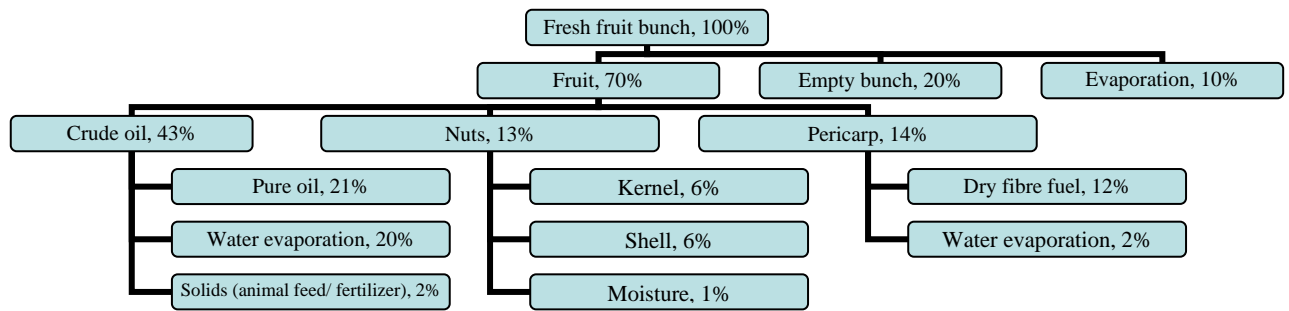 Fresh fruit bunch, 100%
Fruit, 70%
Empty bunch, 20%
Evaporation, 10%
Crude oil, 43%
Nuts, 13%
Pericarp, 14%
Pure oil, 21%
Kernel, 6%
Dry fibre fuel, 12%
Water evaporation, 20%
Shell, 6%
Water evaporation, 2%
Solids (animal feed/ fertilizer), 2%
Moisture, 1%